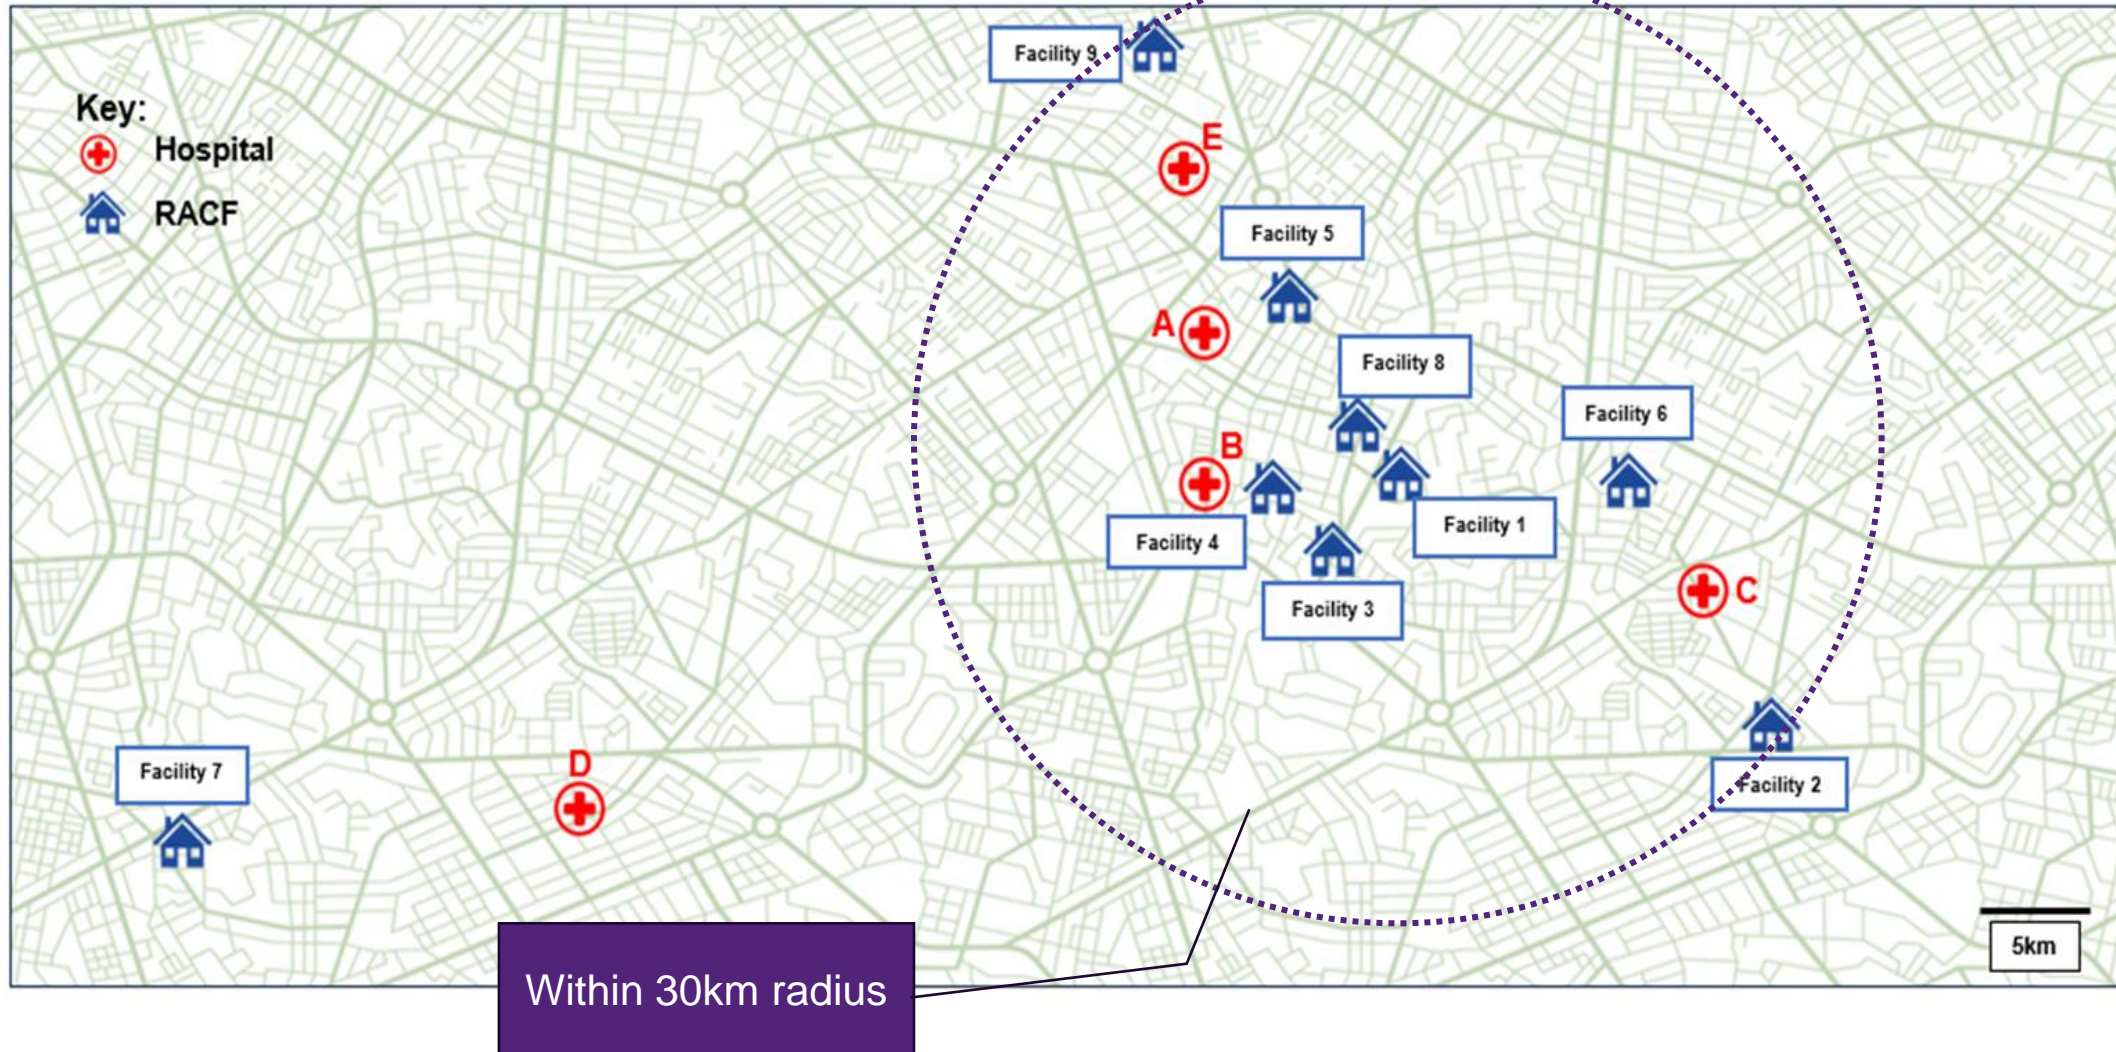 Facility 9
Key:
Hospital
RACF
E
Facility 5
A
Facility 8
Facility 6
B
Facility 1
Facility 4
C
Facility 3
D
Facility 7
Facility 2
5km
Within 30km radius